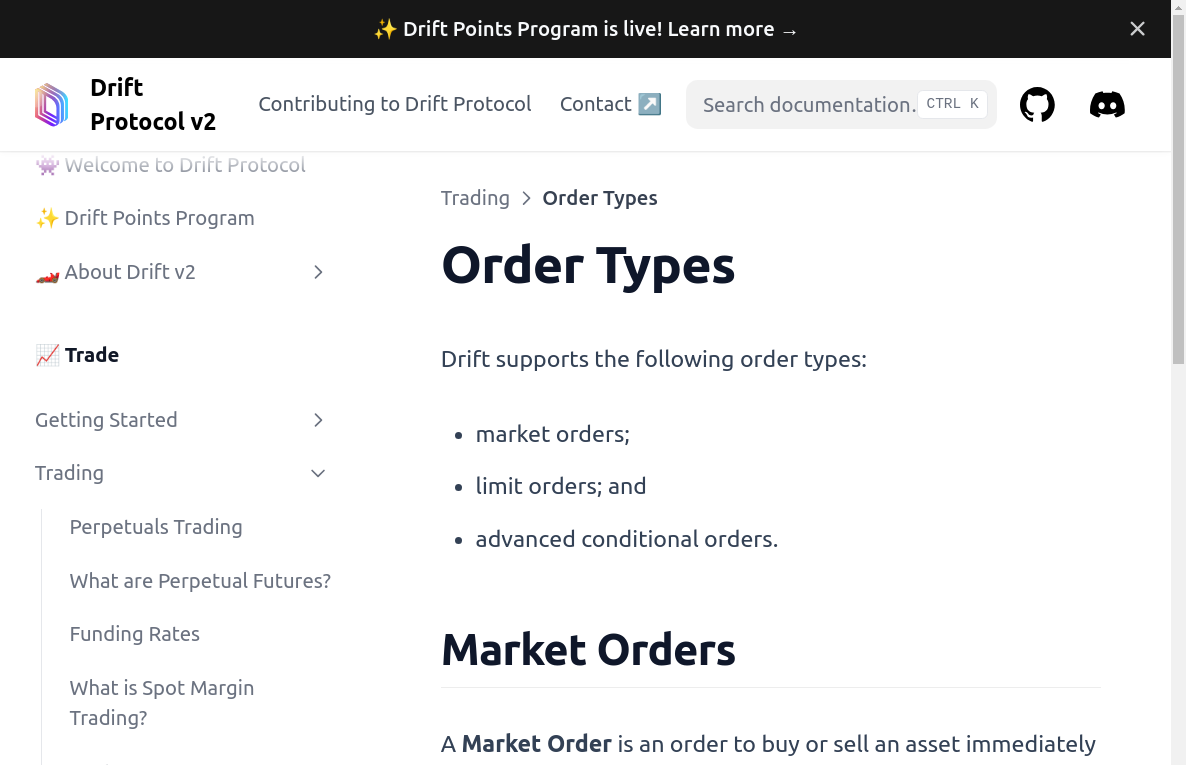 ✨ Drift Points Program is live! Learn more →
Drift
Protocol v2
Contributing to Drift Protocol
Contact ↗️
Search documentation.
CTRL K
👾 Welcome to Drift Protocol
✨ Drift Points Program
🏎️ About Drift v2
📈 Trade
Getting Started
Trading
Perpetuals Trading
What are Perpetual Futures?
Funding Rates
What is Spot Margin
Trading?
Trading > Order Types
Order Types
Drift supports the following order types:
• market orders;
• limit orders; and
• advanced conditional orders.
Market Orders
A Market Order is an order to buy or sell an asset immediately